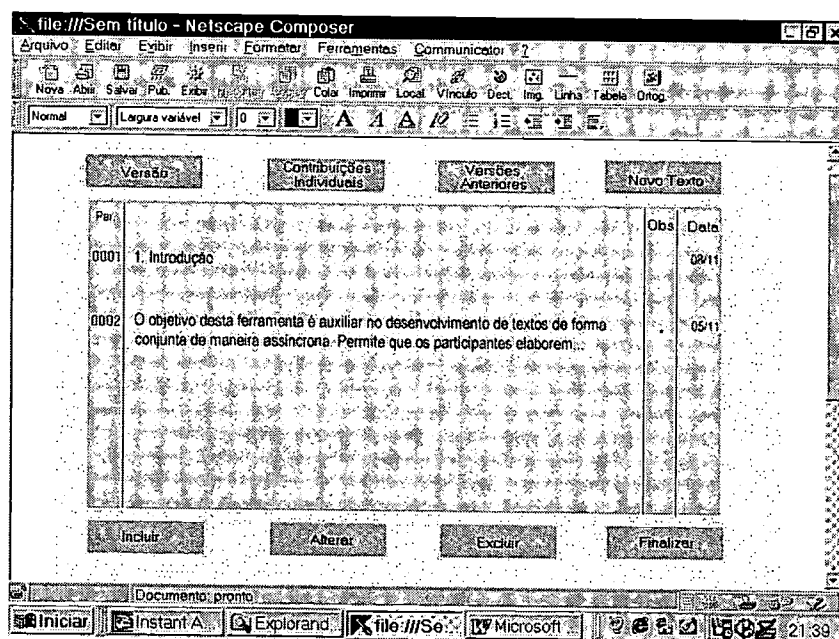 file:///Sem título - Netscape Composer
Arquivo Editar Exibir Inserir Formatar Ferramentas Communicator ?
Nova Abrir Salvar Pub. Exibir Colar Imprimir Local. Vínculo Dect. Img. Linha Tabela Ortog.
Normal Largura variável 0 A A A
Versão Contribuições Individuais Versões Anteriores Novo Texto
Par. Obs Data
0001 1. Introdução 08/11
0002 O objetivo desta ferramenta é auxiliar no desenvolvimento de textos de forma 05/11
conjunta de maneira assíncrona. Permite que os participantes elaborem...
Incluir Alterar Excluir Finalizar
Documento: pronto
Iniciar Instant A... Explorand... file:///Se... Microsoft ... 21:39